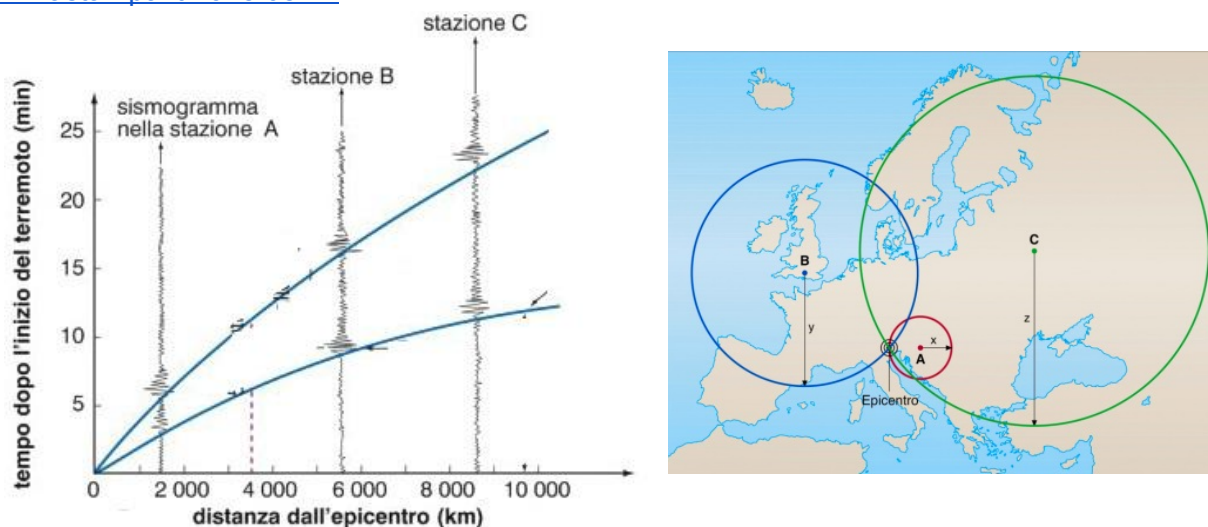 stazione C
stazione B
sismogramma
nella stazione A
tempo dopo l'inizio del terremoto (min)
25
20
15
10
5
0
2 000
4 000
6 000
8 000
10 000
distanza dall'epicentro (km)
B
C
y
z
x
A
Epicentro